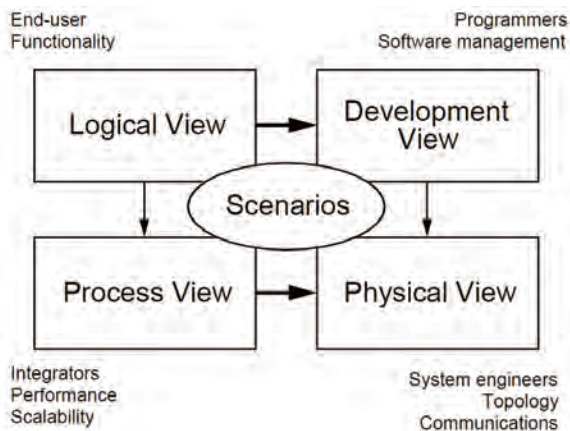 End-user
Functionality
Programmers
Software management
Logical View
Development
View
Scenarios
Process View
Physical View
Integrators
Performance
Scalability
System engineers
Topology
Communications